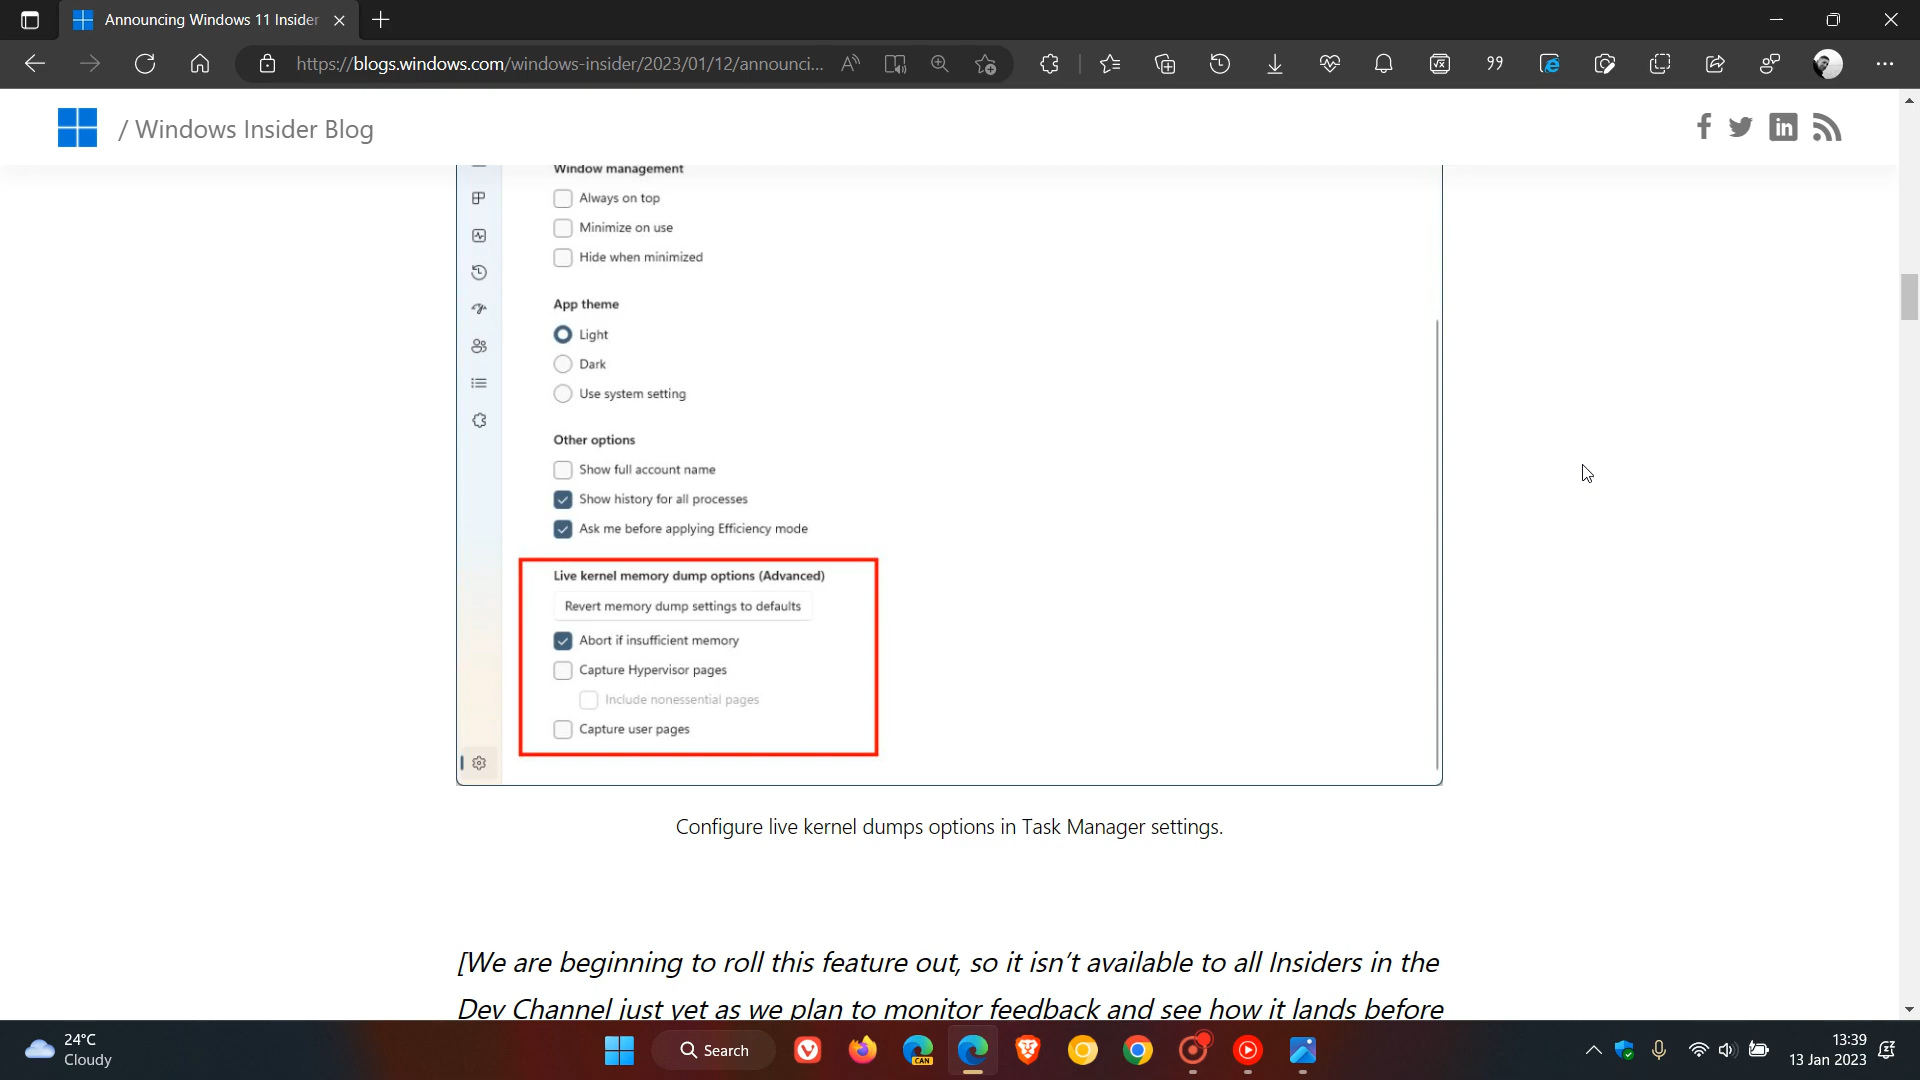 Announcing Windows 11 Insider
https://blogs.windows.com/windows-insider/2023/01/12/announci...
/ Windows Insider Blog
Window management
Always on top
Minimize on use
Hide when minimized
App theme
Light
Dark
Use system setting
Other options
Show full account name
Show history for all processes
Ask me before applying Efficiency mode
Live kernel memory dump options (Advanced)
Revert memory dump settings to defaults
Abort if insufficient memory
Capture Hypervisor pages
Include nonessential pages
Capture user pages
Configure live kernel dumps options in Task Manager settings.
[We are beginning to roll this feature out, so it isn’t available to all Insiders in the
Dev Channel just yet as we plan to monitor feedback and see how it lands before
24°C
Cloudy
Search
CAN
13:39
13 Jan 2023